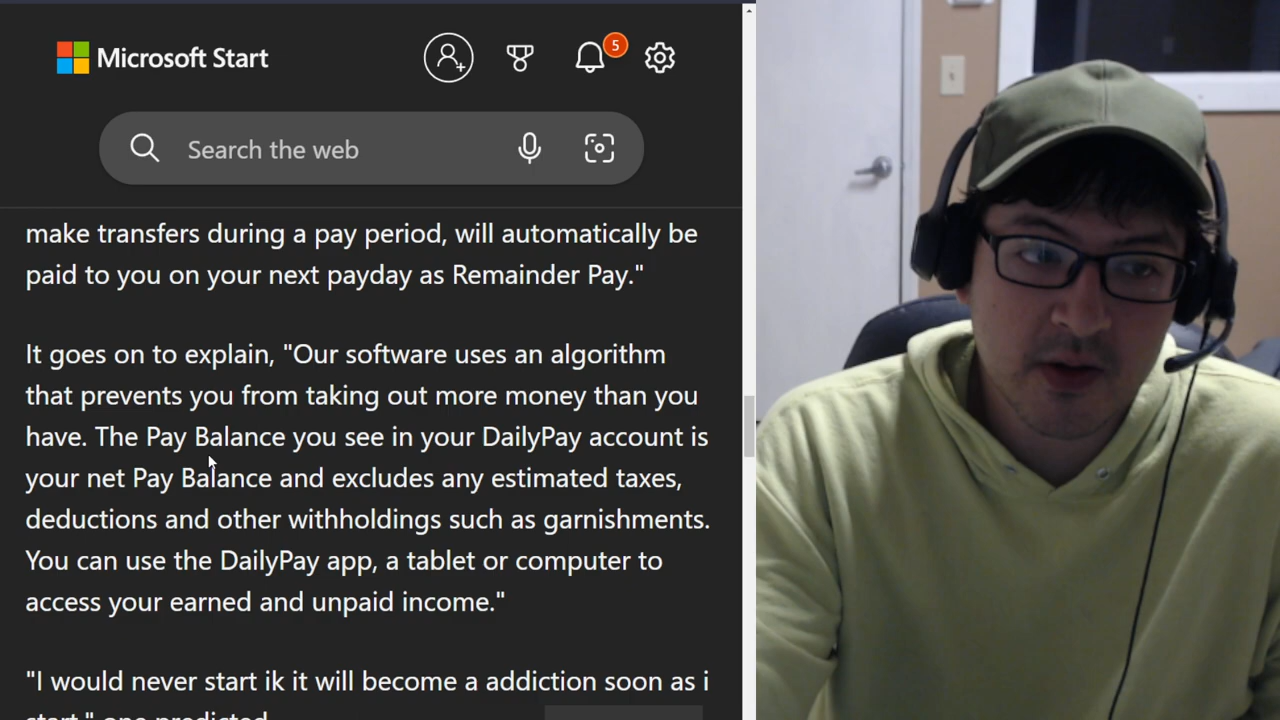 Microsoft Start
5
Search the web
make transfers during a pay period, will automatically be
paid to you on your next payday as Remainder Pay."
It goes on to explain, "Our software uses an algorithm
that prevents you from taking out more money than you
have. The Pay Balance you see in your DailyPay account is
your net Pay Balance and excludes any estimated taxes,
deductions and other withholdings such as garnishments.
You can use the DailyPay app, a tablet or computer to
access your earned and unpaid income."
"I would never start ik it will become a addiction soon as i
start," one predicted